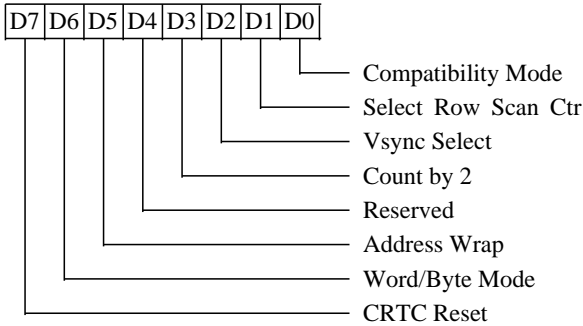 D7 D6 D5 D4 D3 D2 D1 D0
Compatibility Mode
Select Row Scan Ctr
Vsync Select
Count by 2
Reserved
Address Wrap
Word/Byte Mode
CRTC Reset